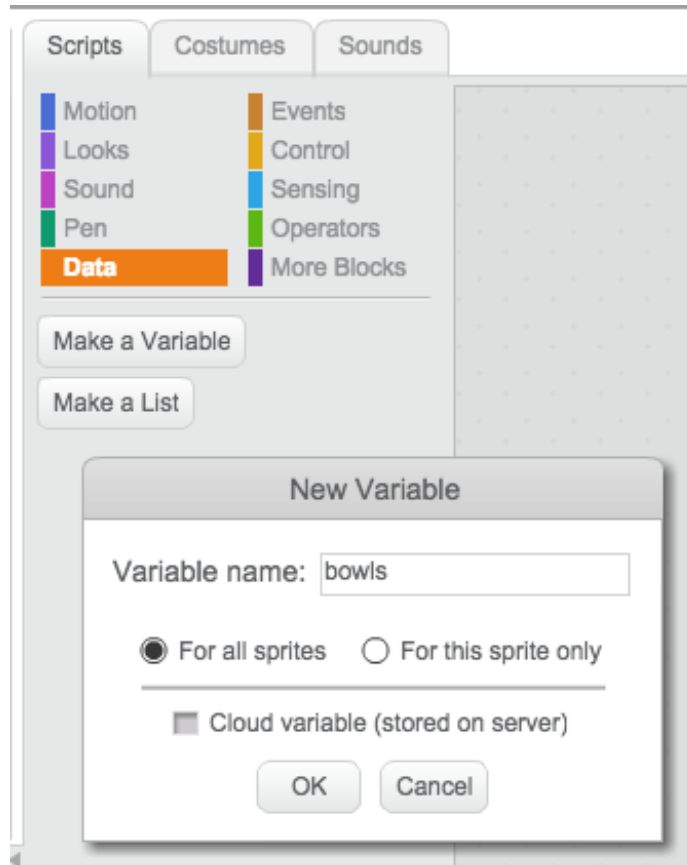 Scripts Costumes Sounds
Motion Events
Looks Control
Sound Sensing
Pen Operators
Data More Blocks
Make a Variable
Make a List
New Variable
Variable name: bowls
For all sprites For this sprite only
Cloud variable (stored on server)
OK Cancel